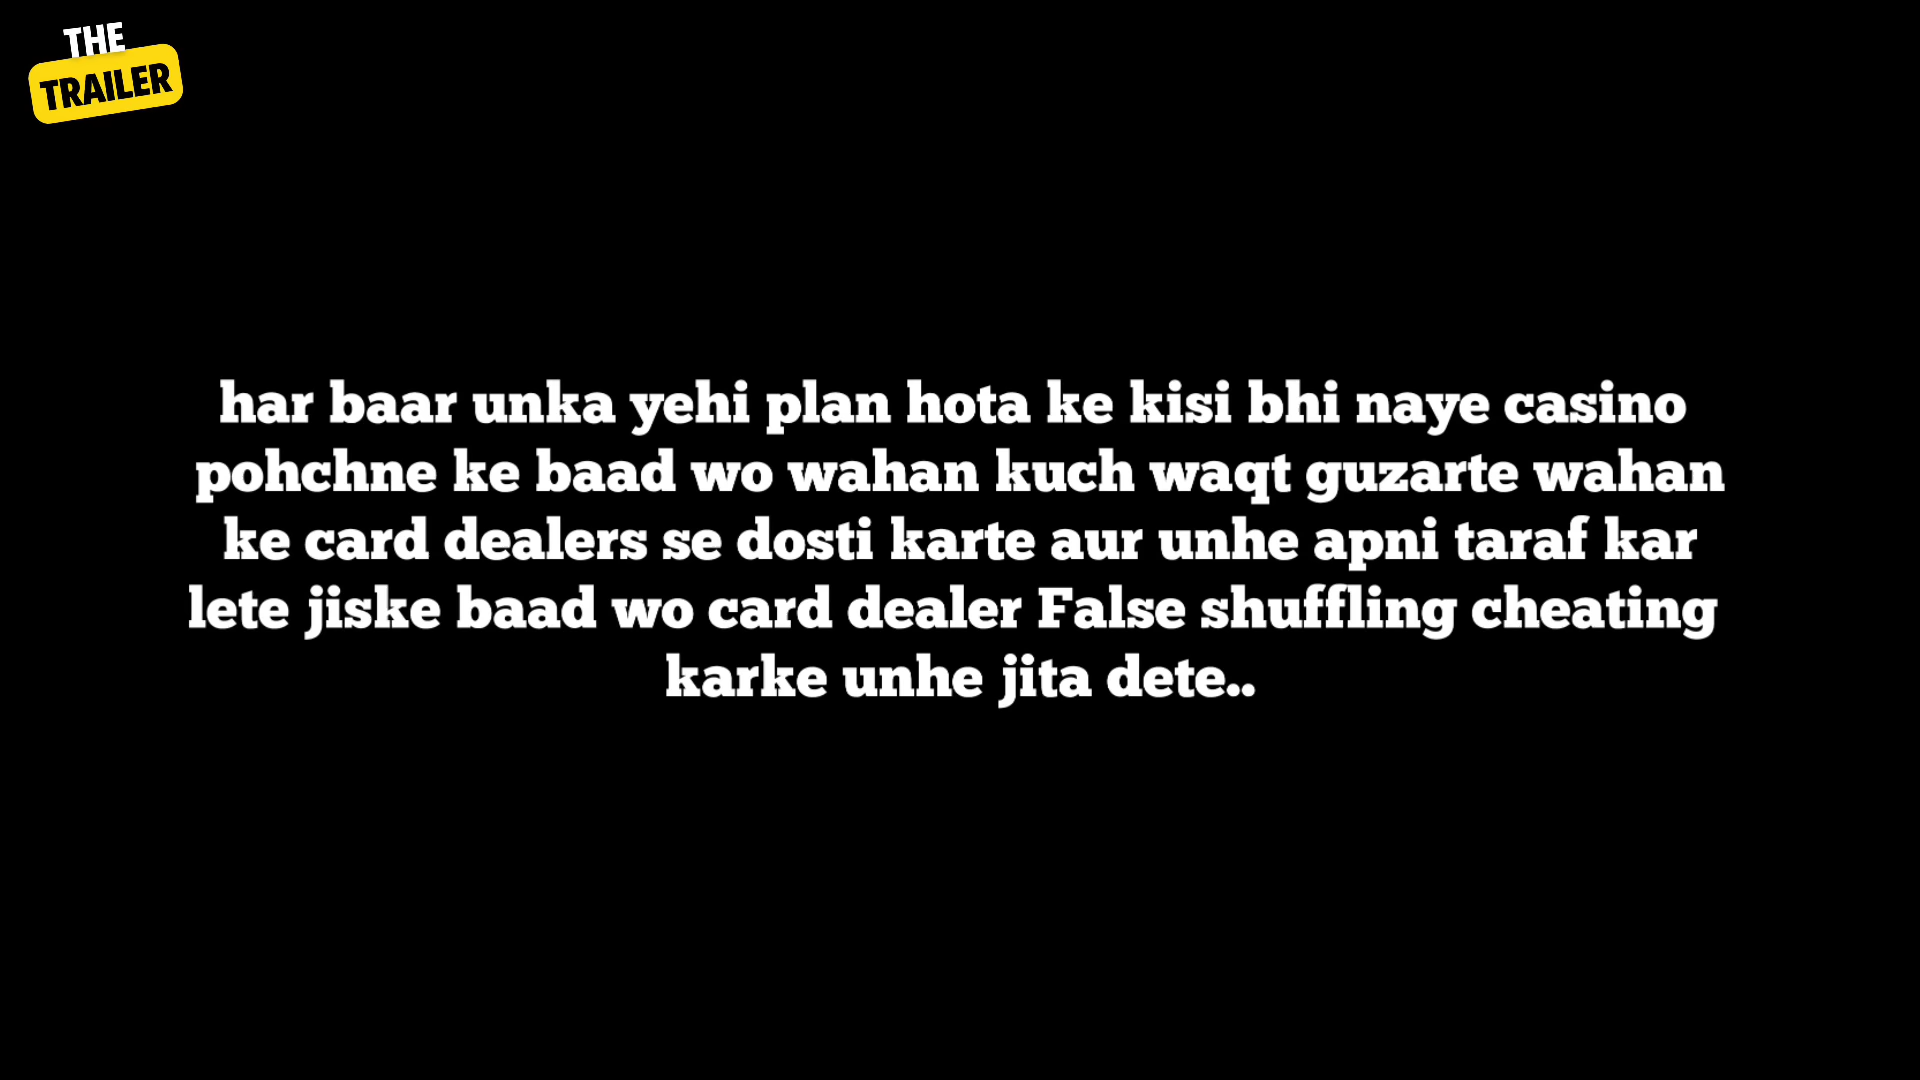 THE
TRAILER
har baar unka yehi plan hota ke kisi bhi naye casino
pohchne ke baad wo wahan kuch waqt guzarte wahan
ke card dealers se dosti karte aur unhe apni taraf kar
lete jiske baad wo card dealer False shuffling cheating
karke unhe jita dete..